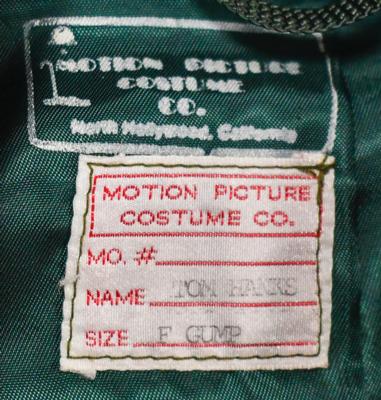 MOTION PICTURE
COSTUME
CO.
North Hollywood, California
MOTION PICTURE
COSTUME CO.
MO. #
NAME TOM HANKS
SIZE F GUMP